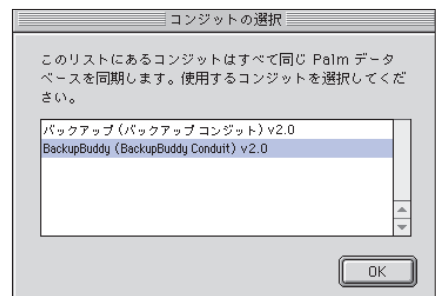 コンジットの選択
このリストにあるコンジットはすべて同じ Palm データ
ベースを同期します。使用するコンジットを選択してくだ
さい。
バックアップ (バックアップ コンジット) v2.0
BackupBuddy (BackupBuddy Conduit) v2.0
OK